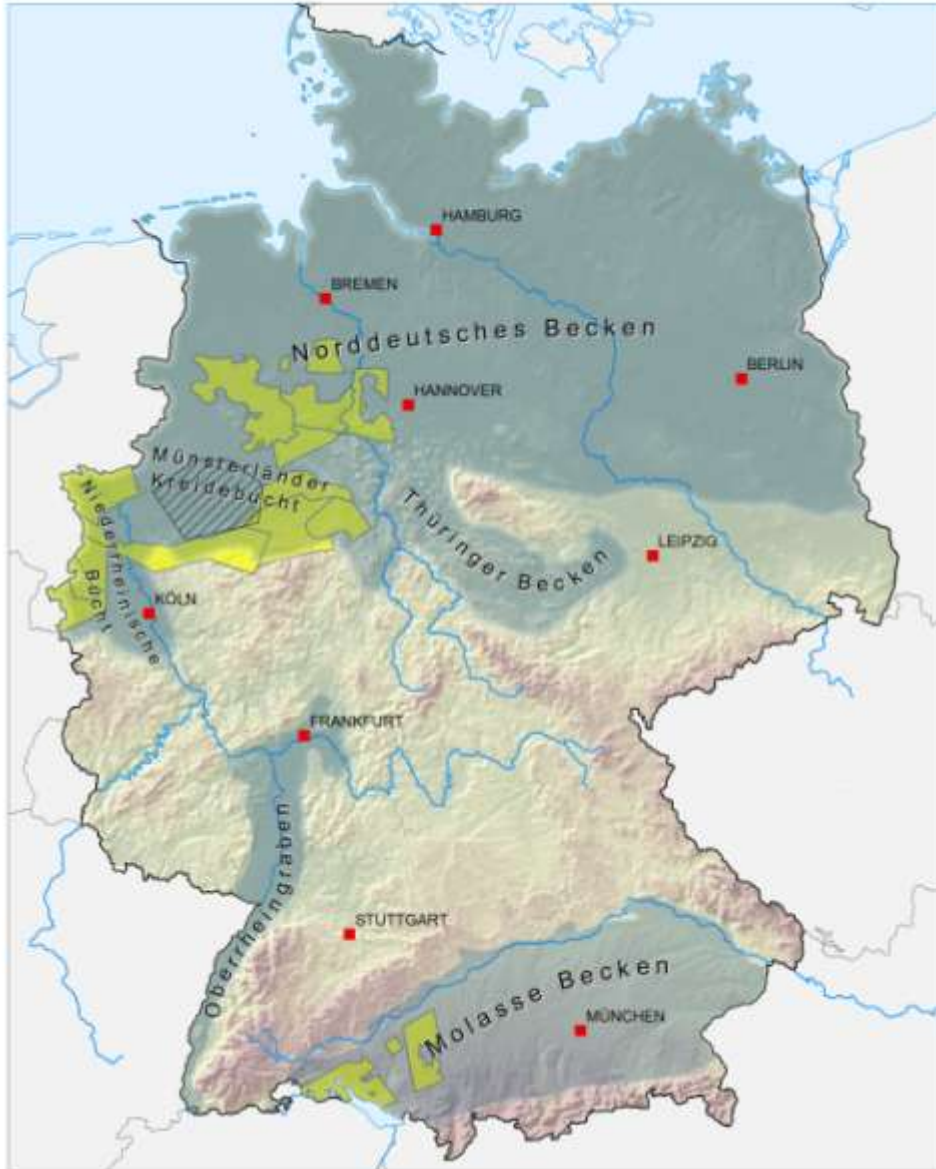 HAMBURG
BREMEN
Norddeutsches Becken
BERLIN
HANNOVER
Münsterländer
Kreidebucht
Niederrheinische
Bucht
Thüringer Becken
LEIPZIG
KÖLN
FRANKFURT
Oberrheingraben
STUTTGART
Molasse Becken
MÜNCHEN